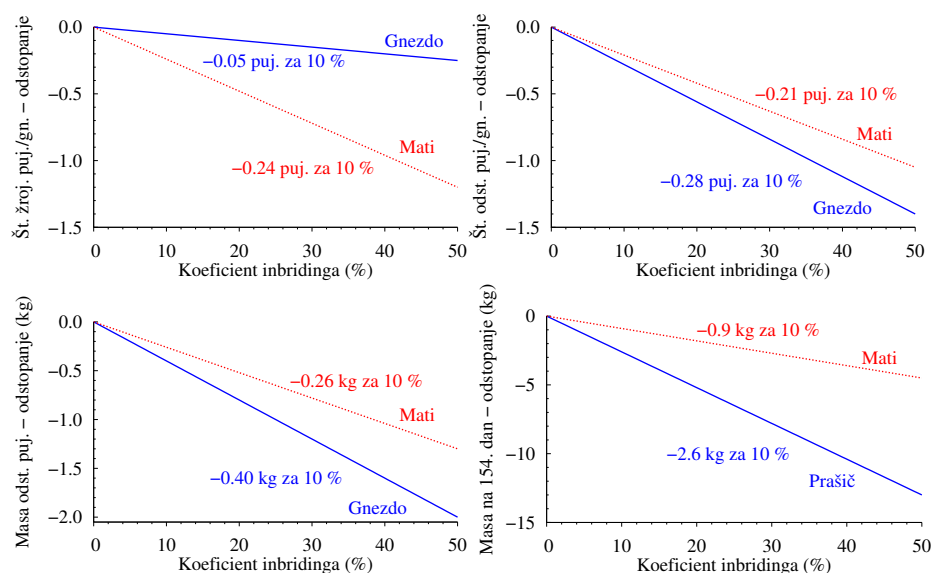 Št. žroj. puj./gn. − odstopanje
0.0
−0.5
−1.0
−1.5
Gnezdo
−0.05 puj. za 10 %
Mati
−0.24 puj. za 10 %
0 10 20 30 40 50
Koeficient inbridinga (%)
Št. odst. puj./gn. − odstopanje
0.0
−0.5
−1.0
−1.5
−0.21 puj. za 10 %
Mati
−0.28 puj. za 10 %
Gnezdo
0 10 20 30 40 50
Koeficient inbridinga (%)
Masa odst. puj. − odstopanje (kg)
0.0
−0.5
−1.0
−1.5
−2.0
−0.26 kg za 10 %
Mati
−0.40 kg za 10 %
Gnezdo
0 10 20 30 40 50
Koeficient inbridinga (%)
Masa na 154. dan − odstopanje (kg)
0
−5
−10
−15
−0.9 kg za 10 %
Mati
−2.6 kg za 10 %
Prašič
0 10 20 30 40 50
Koeficient inbridinga (%)